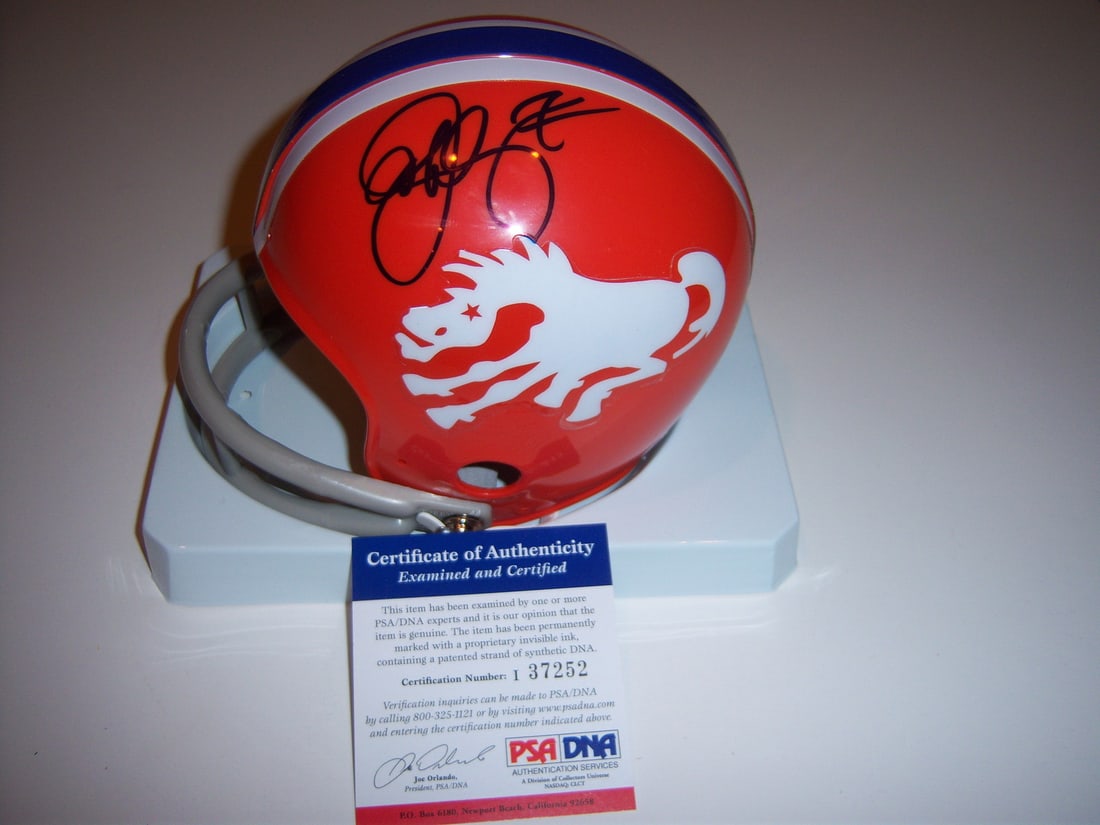 Certificate of Authenticity
Examined and Certified
This item has been examined by one or more
PSA/DNA experts and it is our opinion that the
item is genuine. The item has been permanently
marked with a proprietary invisible ink,
containing a patented strand of synthetic DNA.
Certification Number: I 37252
Verification inquiries can be made to PSA/DNA
by calling 800-325-1121 or by visiting www.psadna.com
and entering the certification number indicated above.
Joe Orlando,
President, PSA/DNA
PSA DNA
AUTHENTICATION SERVICES
A Division of Collectors Universe
NASDAQ: CLCT
P.O. Box 6180, Newport Beach, California 92658